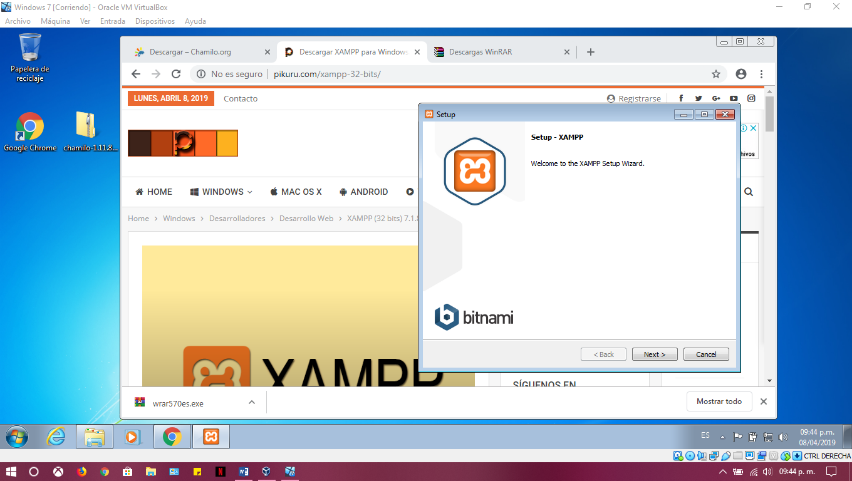 Windows 7 [Corriendo] - Oracle VM VirtualBox
Archivo Máquina Ver Entrada Dispositivos Ayuda
Papelera de reciclaje
Google Chrome
chamilo-1.11.8...
Descargar – Chamilo.org
Descargar XAMPP para Windows
Descargas WinRAR
No es seguro | pikuru.com/xampp-32-bits/
LUNES, ABRIL 8, 2019
Contacto
Registrarse
HOME
WINDOWS
MAC OS X
ANDROID
Home > Windows > Desarrolladores > Desarrollo Web > XAMPP (32 bits) 7.1.
XAMPP
SÍGUENOS EN
hivos
Setup
Setup - XAMPP
Welcome to the XAMPP Setup Wizard.
bitnami
< Back
Next >
Cancel
wrar570es.exe
Mostrar todo
ES
09:44 p.m.
08/04/2019
CTRL DERECHA
09:44 p. m.